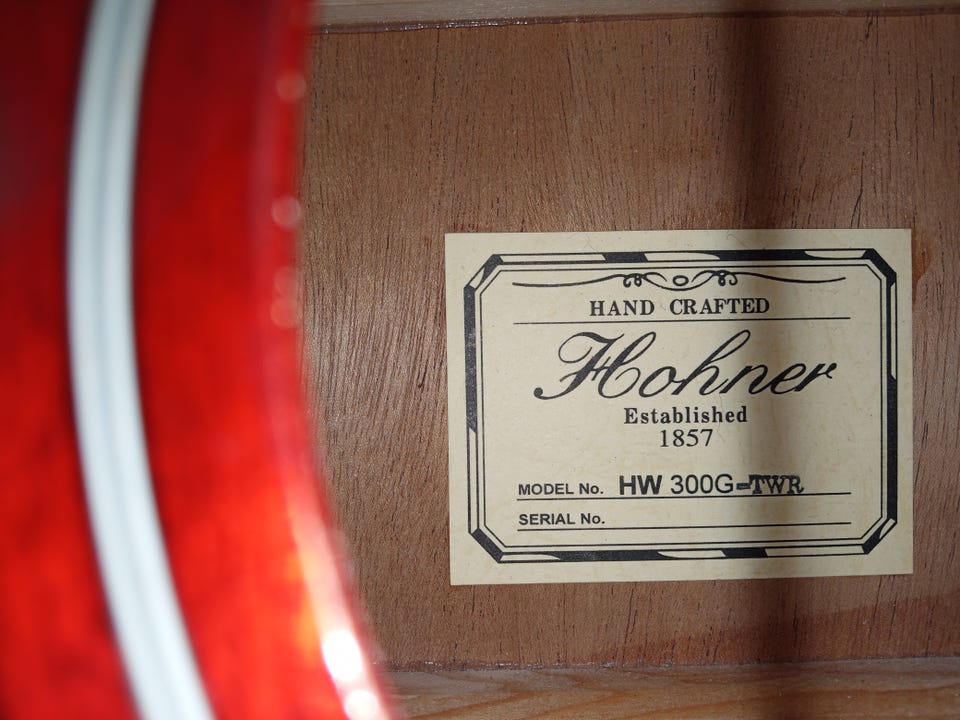 HAND CRAFTED
Hohner
Established
1857
MODEL No. HW 300G-TWR
SERIAL No.